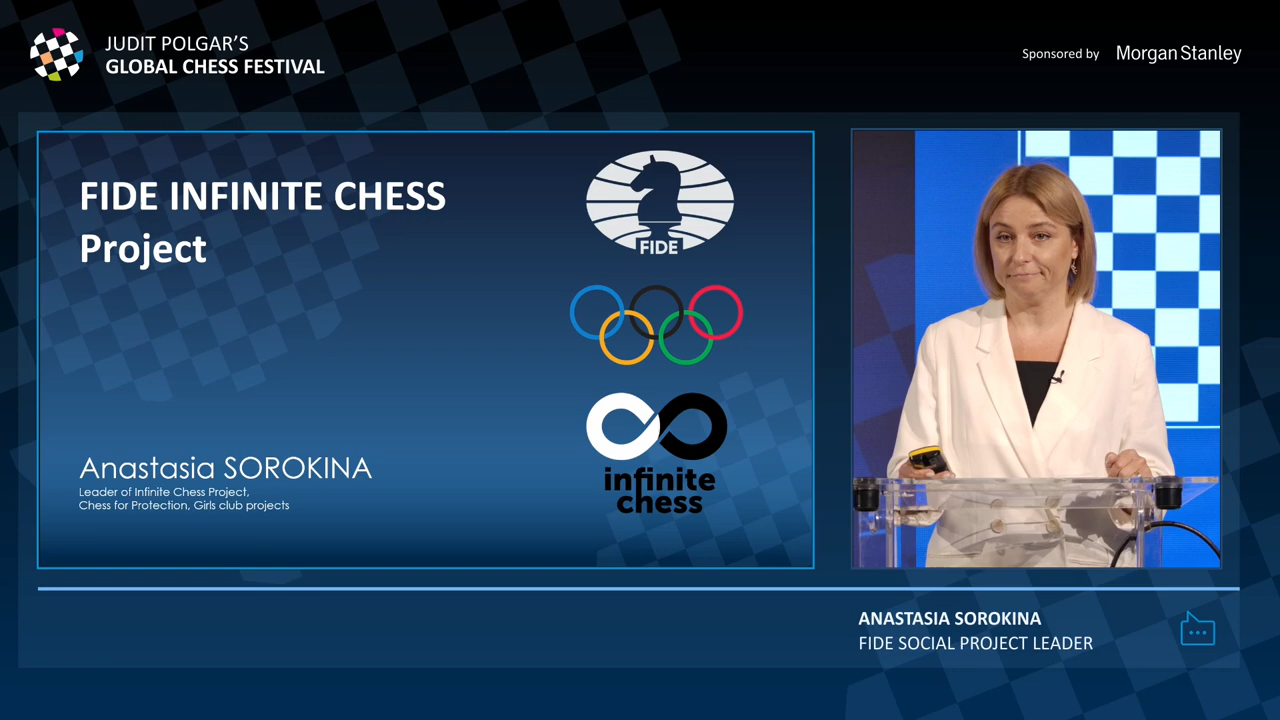 JUDIT POLGAR'S
GLOBAL CHESS FESTIVAL
Sponsored by Morgan Stanley
FIDE INFINITE CHESS
Project
FIDE
infinite
chess
Anastasia SOROKINA
Leader of Infinite Chess Project,
Chess for Protection, Girls club projects
ANASTASIA SOROKINA
FIDE SOCIAL PROJECT LEADER